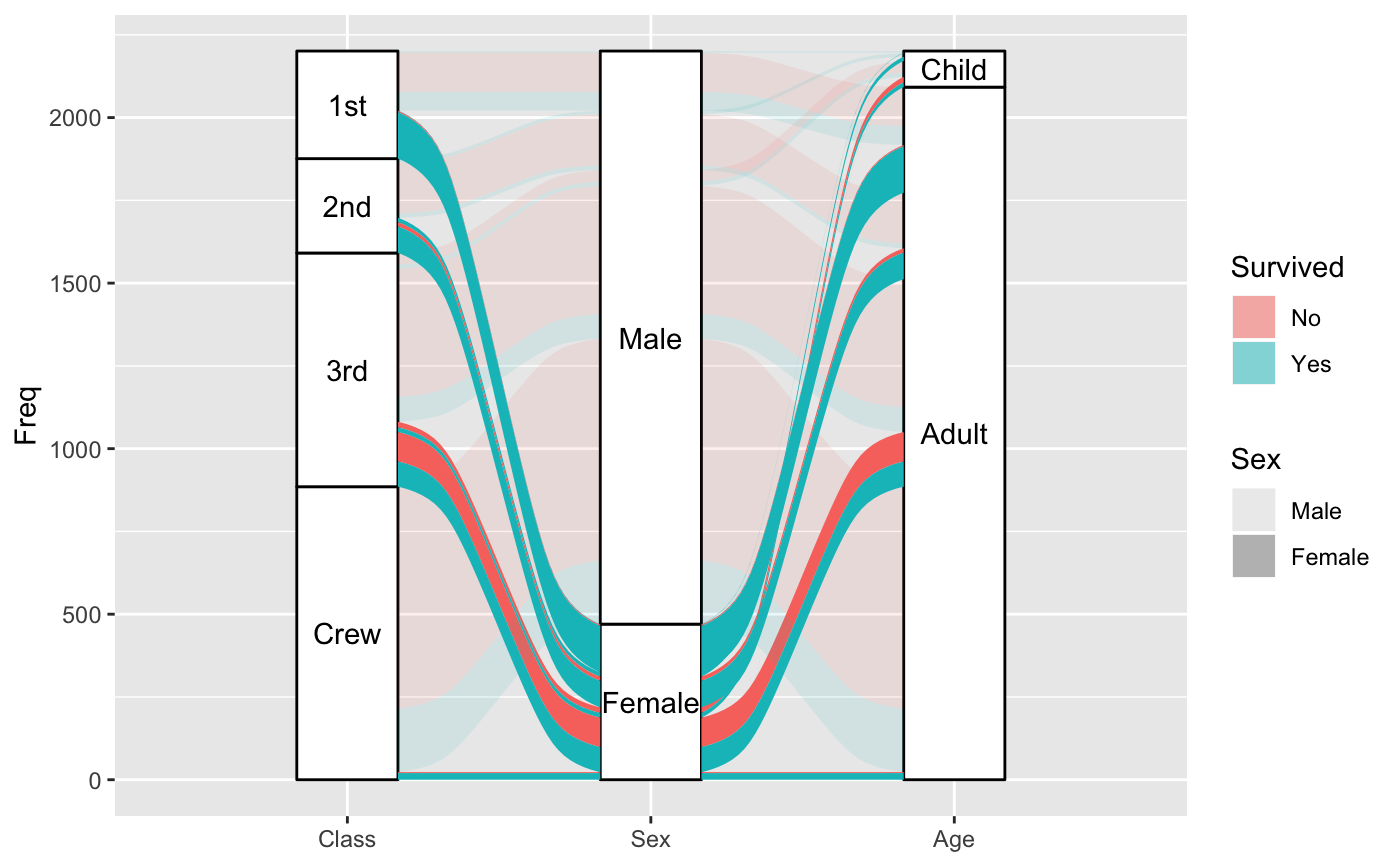 Freq
2000
1500
1000
500
0
1st
2nd
3rd
Crew
Male
Female
Child
Adult
Class
Sex
Age
Survived
No
Yes
Sex
Male
Female